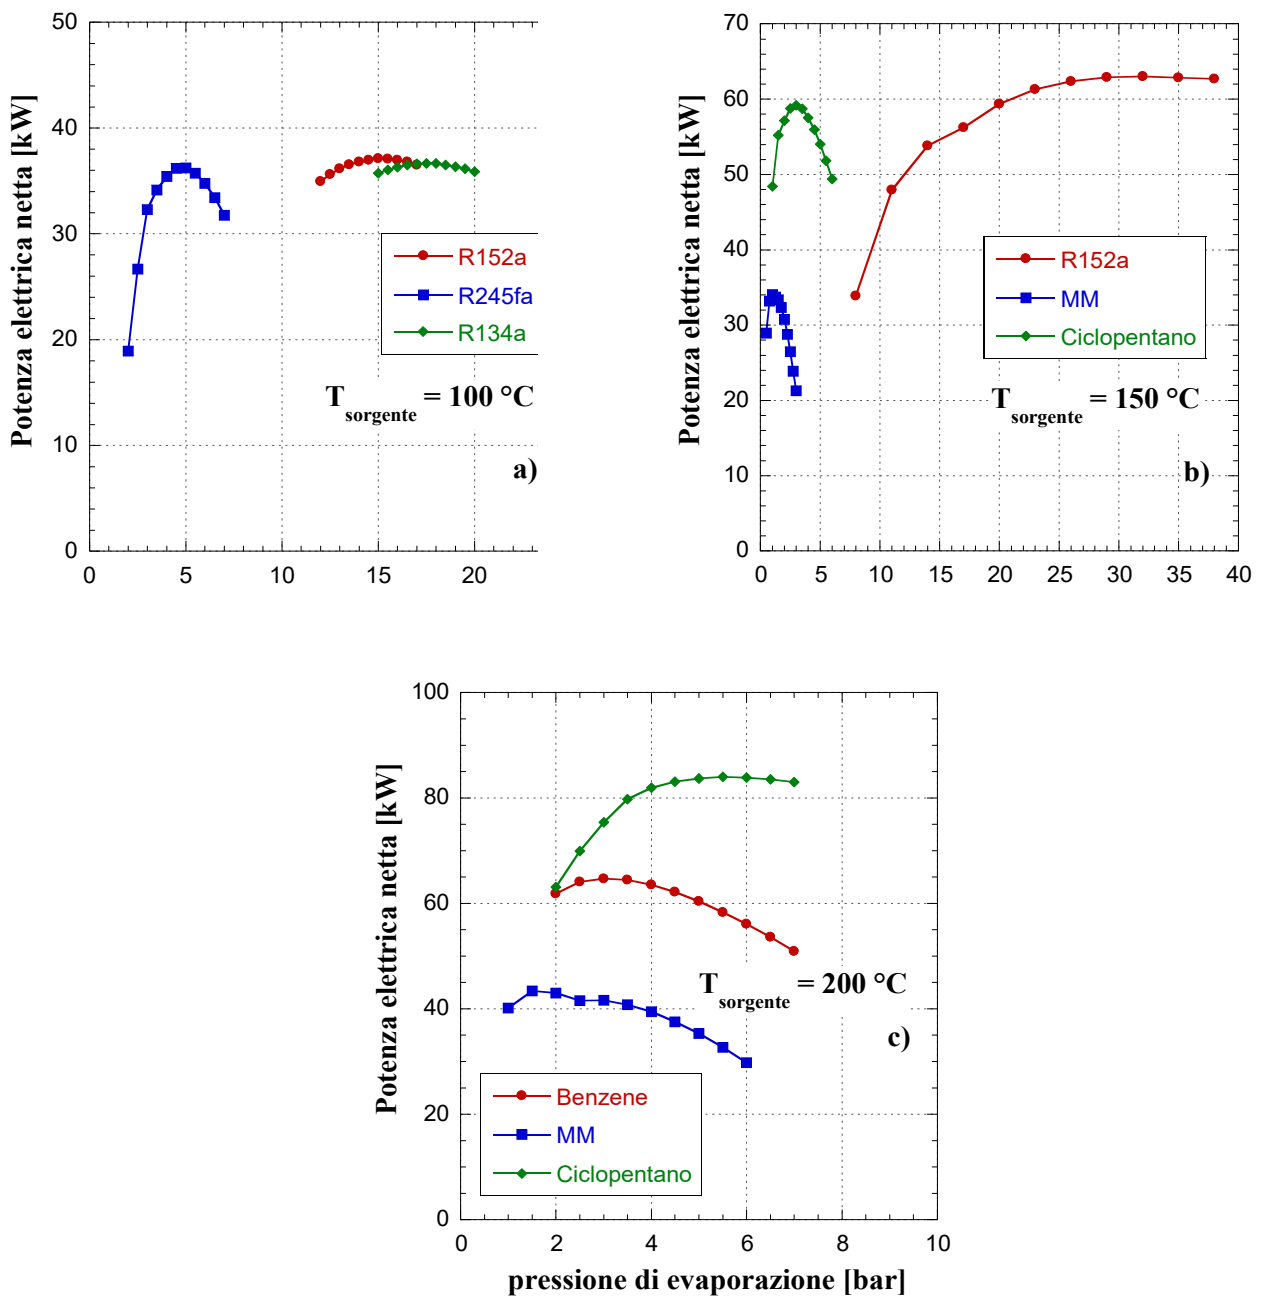 Potenza elettrica netta [kW]
50
40
30
20
10
0
0 5 10 15 20
R152a
R245fa
R134a
T sorgente = 100 °C
a)
Potenza elettrica netta [kW]
70
60
50
40
30
20
10
0
0 5 10 15 20 25 30 35 40
R152a
MM
Ciclopentano
T sorgente = 150 °C
b)
Potenza elettrica netta [kW]
100
80
60
40
20
0
0 2 4 6 8 10
T sorgente = 200 °C
c)
Benzene
MM
Ciclopentano
pressione di evaporazione [bar]